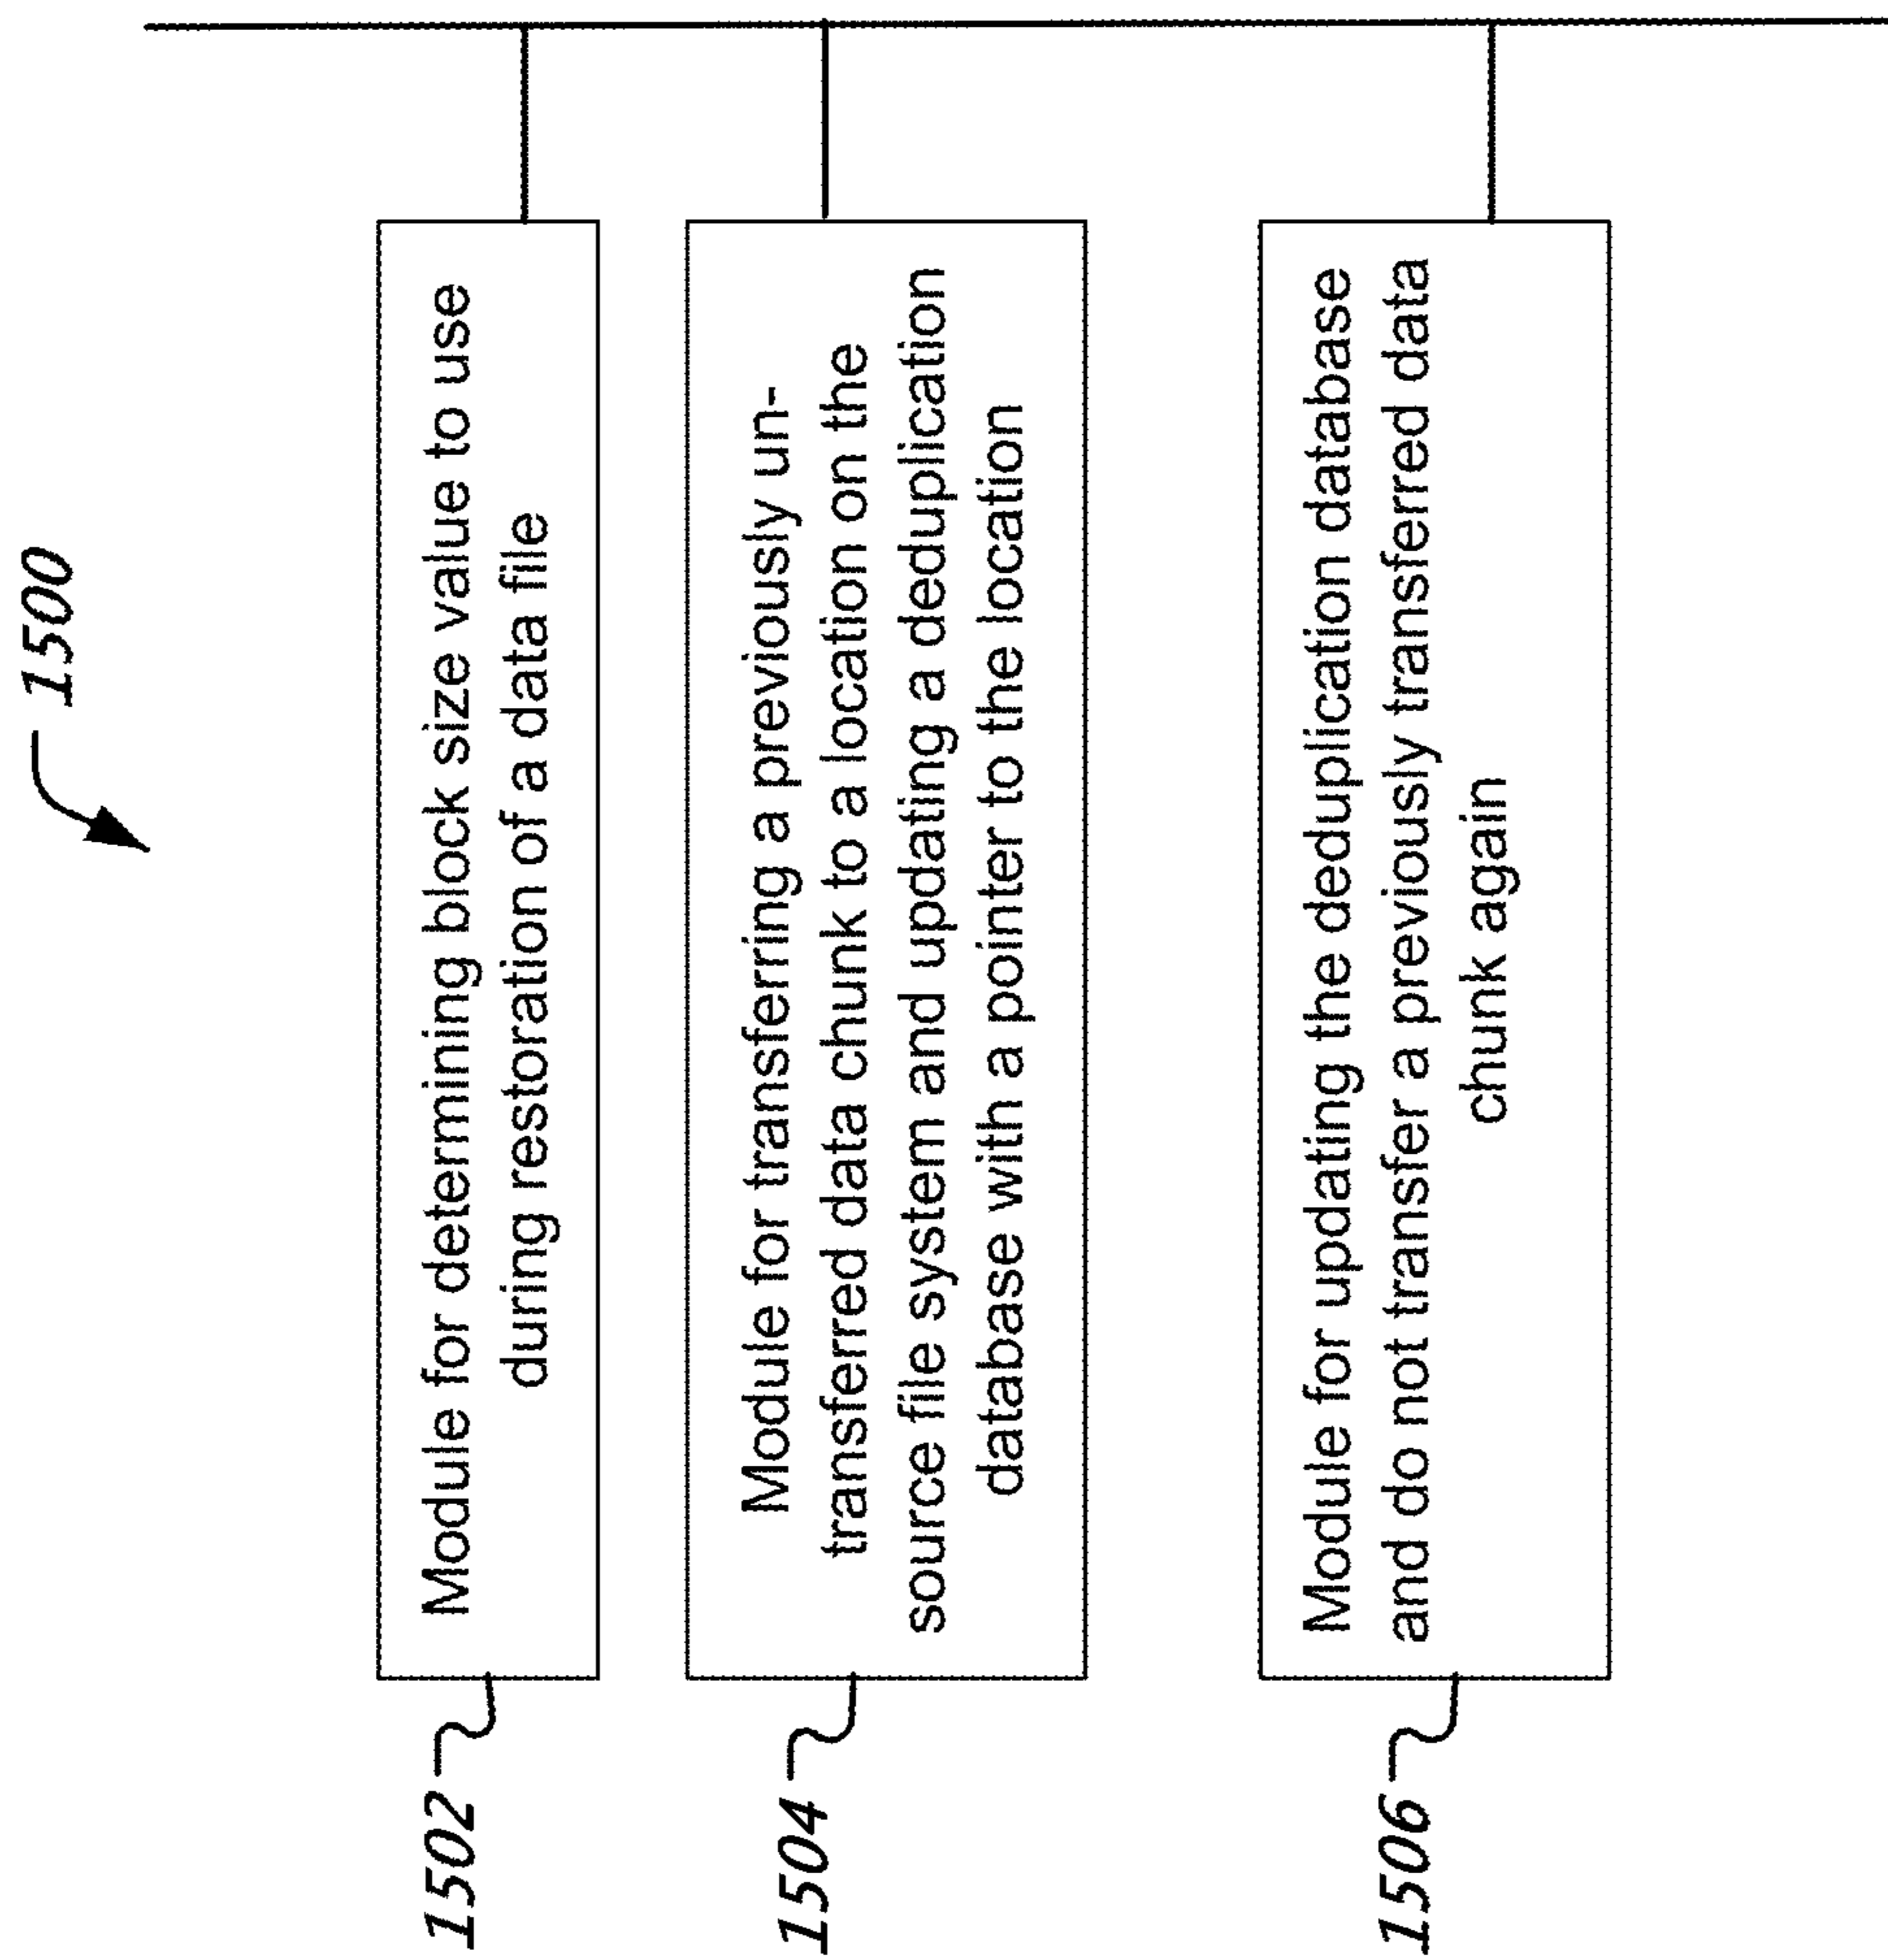 1500
1502
Module for determining block size value to use
during restoration of a data file
1504
Module for transferring a previously un-
transferred data chunk to a location on the
source file system and updating a deduplication
database with a pointer to the location
1506
Module for updating the deduplication database
and do not transfer a previously transferred data
chunk again